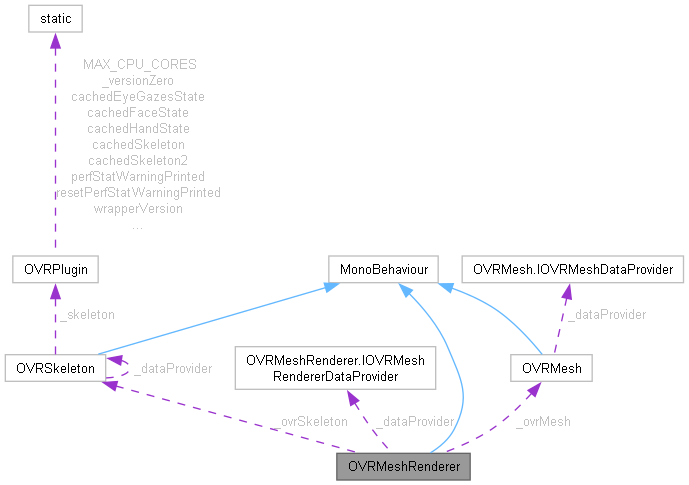 static
MAX_CPU_CORES
_versionZero
cachedEyeGazesState
cachedFaceState
cachedHandState
cachedSkeleton
cachedSkeleton2
perfStatWarningPrinted
resetPerfStatWarningPrinted
wrapperVersion
...
OVRPlugin
MonoBehaviour
OVRMesh.IOVRMeshDataProvider
_skeleton
_dataProvider
OVRSkeleton
_dataProvider
OVRMeshRenderer.IOVRMesh
RendererDataProvider
OVRMesh
_ovrSkeleton
_dataProvider
_ovrMesh
OVRMeshRenderer